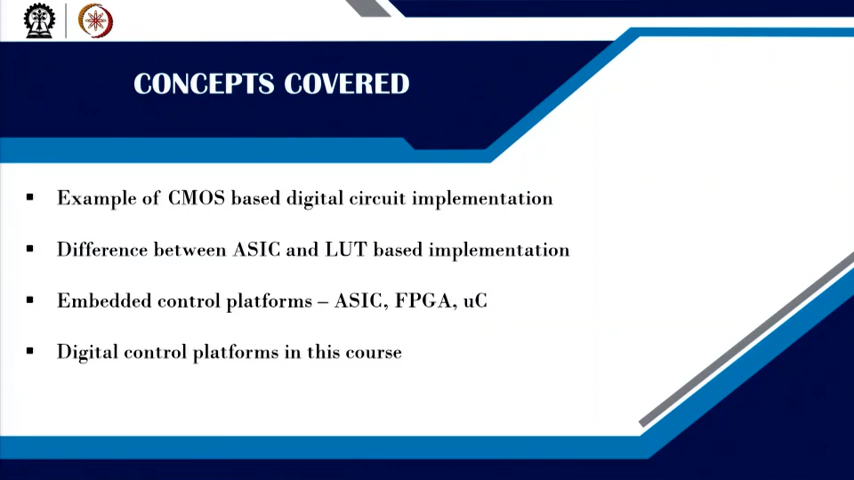 CONCEPTS COVERED
▪ Example of CMOS based digital circuit implementation
▪ Difference between ASIC and LUT based implementation
▪ Embedded control platforms – ASIC, FPGA, uC
▪ Digital control platforms in this course